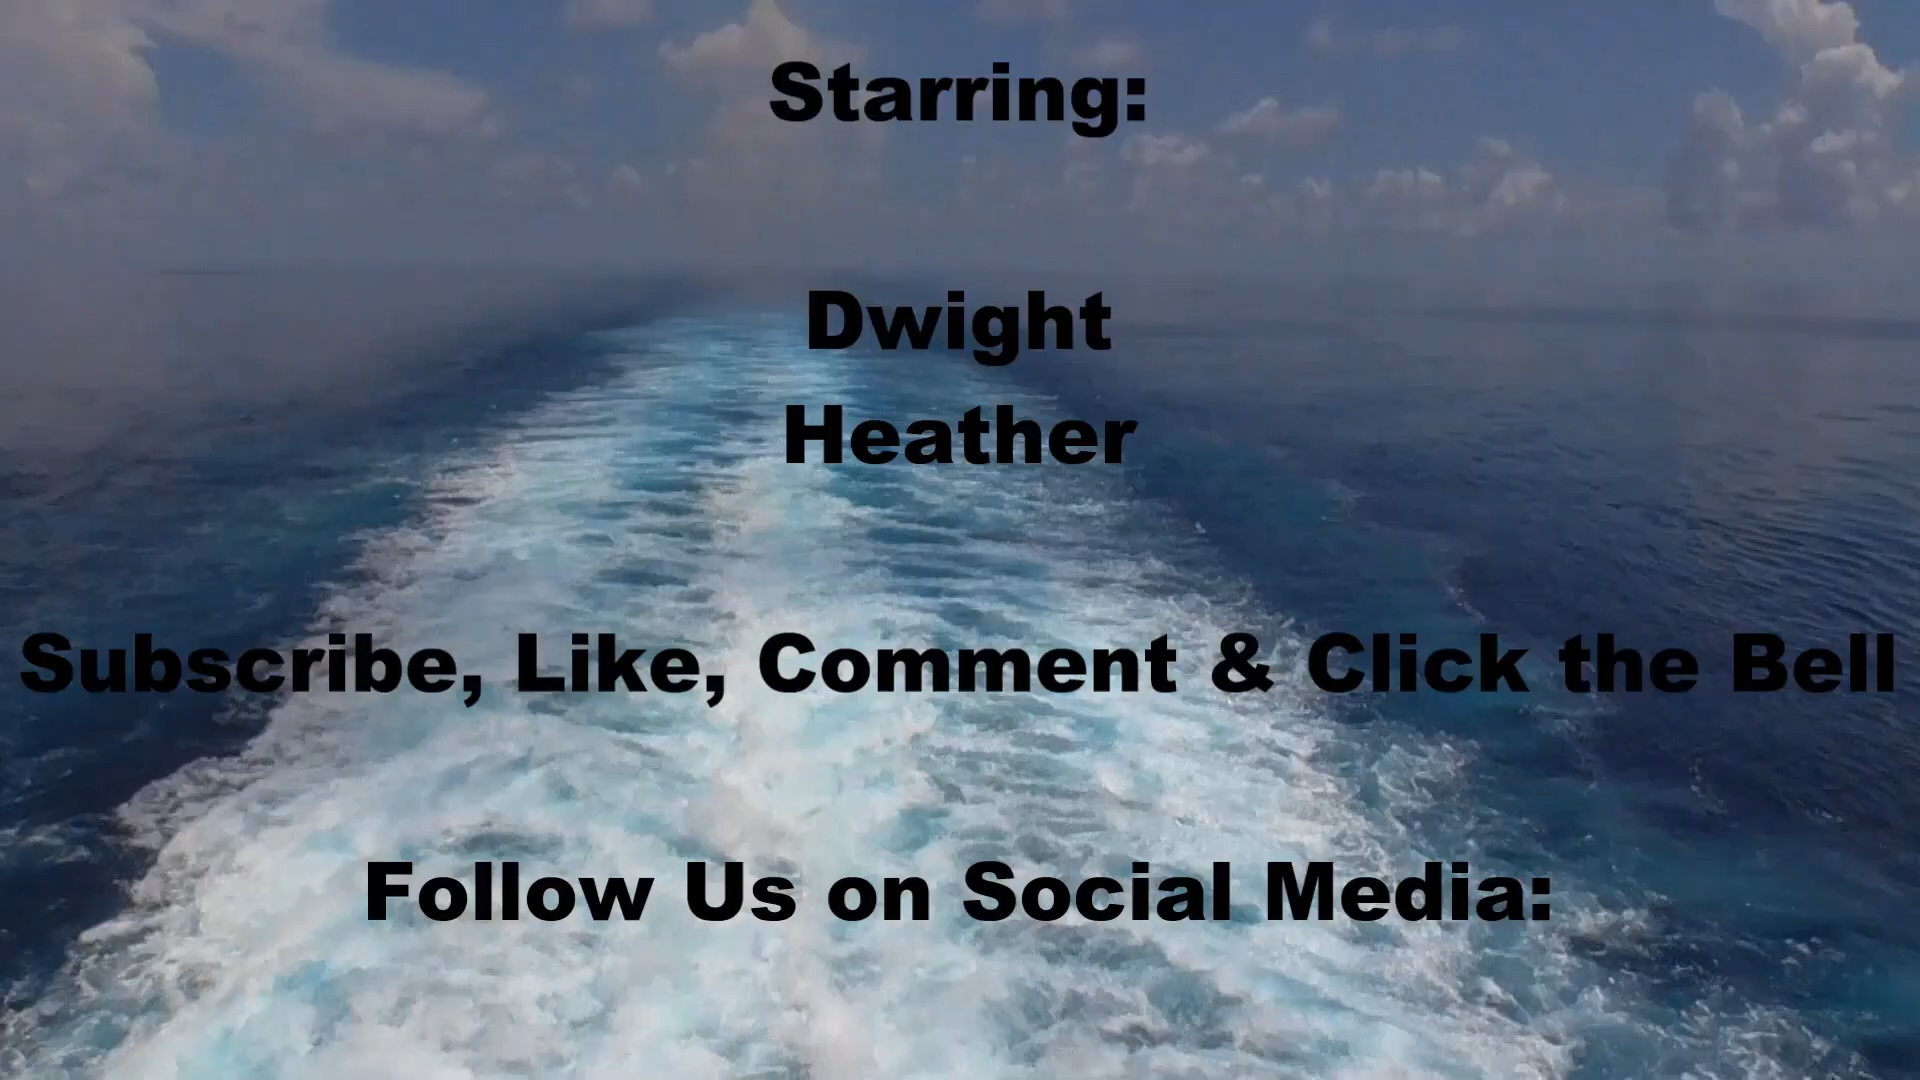 Starring:
Dwight
Heather
Subscribe, Like, Comment & Click the Bell
Follow Us on Social Media: